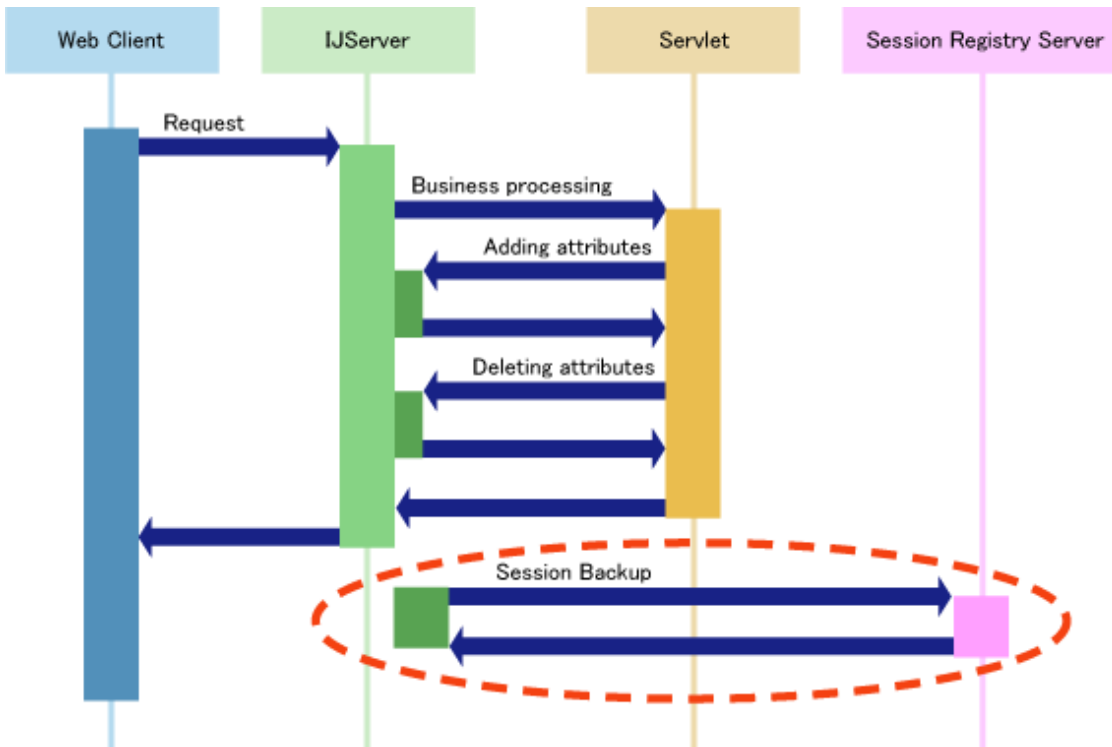 Web Client
IJServer
Servlet
Session Registry Server
Request
Business processing
Adding attributes
Deleting attributes
Session Backup